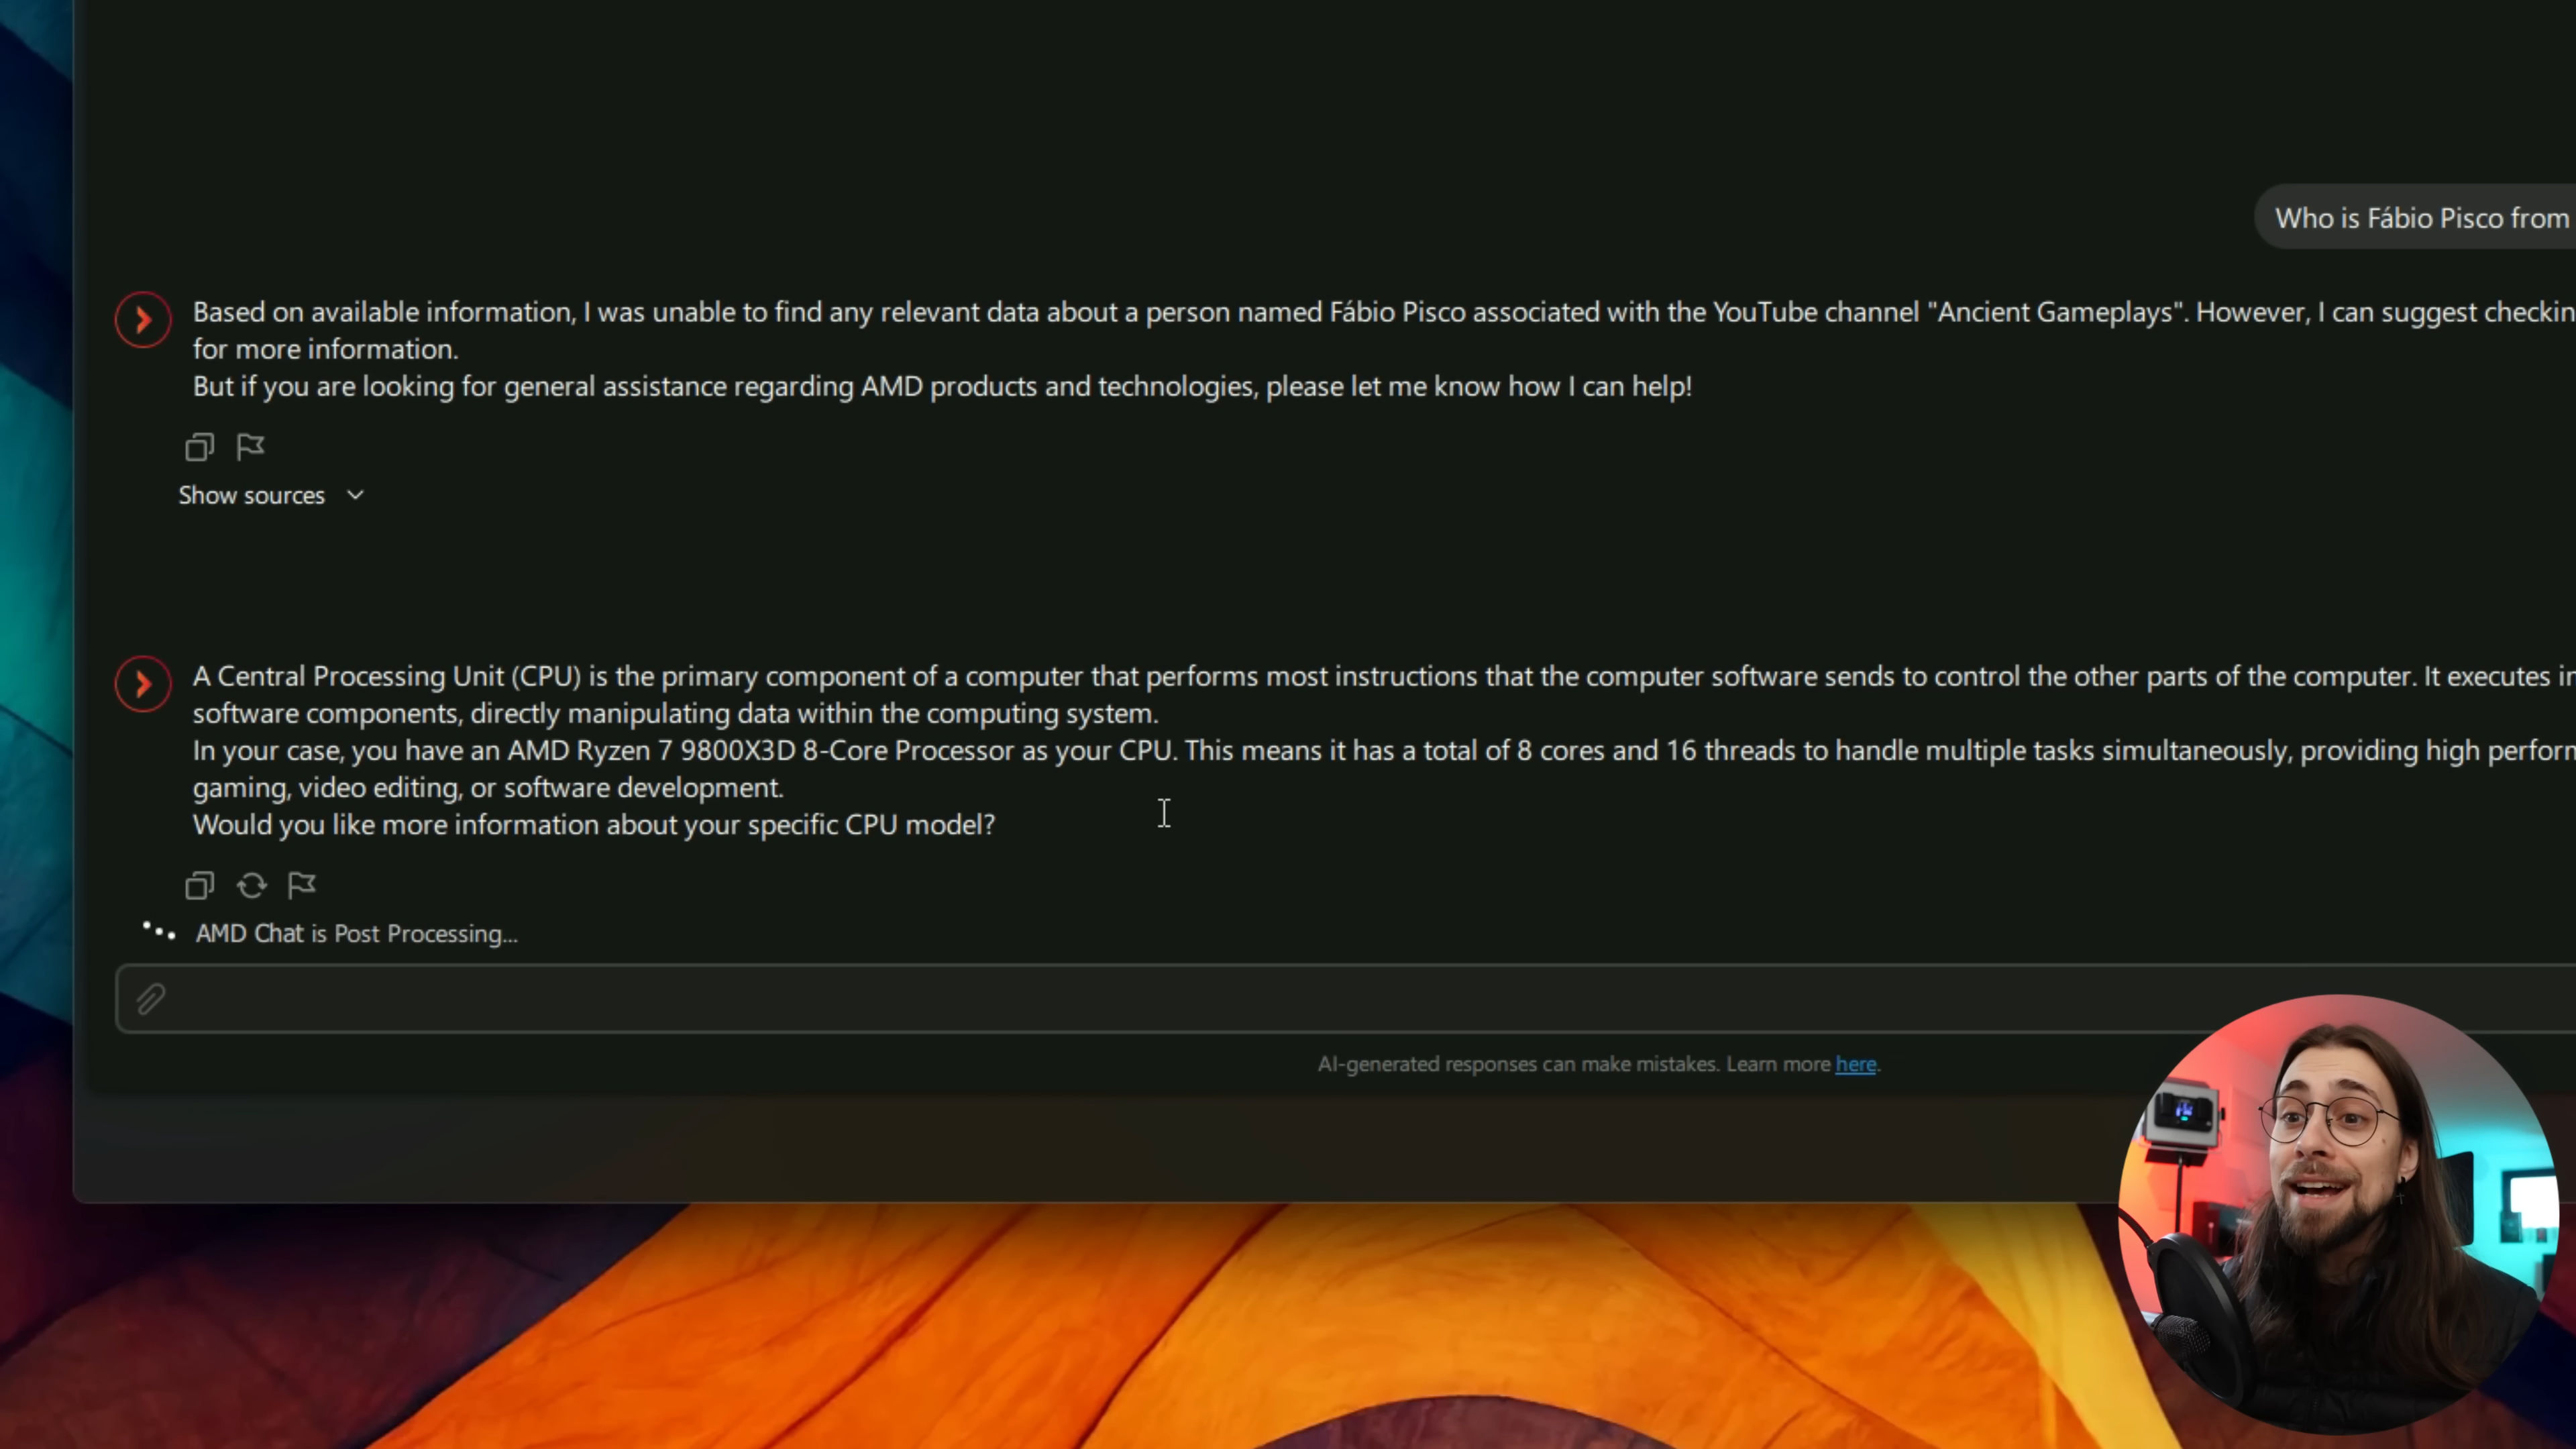 Who is Fábio Pisco from
Based on available information, I was unable to find any relevant data about a person named Fábio Pisco associated with the YouTube channel "Ancient Gameplays". However, I can suggest checkin
for more information.
But if you are looking for general assistance regarding AMD products and technologies, please let me know how I can help!
Show sources
A Central Processing Unit (CPU) is the primary component of a computer that performs most instructions that the computer software sends to control the other parts of the computer. It executes in
software components, directly manipulating data within the computing system.
In your case, you have an AMD Ryzen 7 9800X3D 8-Core Processor as your CPU. This means it has a total of 8 cores and 16 threads to handle multiple tasks simultaneously, providing high perform
gaming, video editing, or software development.
Would you like more information about your specific CPU model?
AMD Chat is Post Processing...
AI-generated responses can make mistakes. Learn more here.